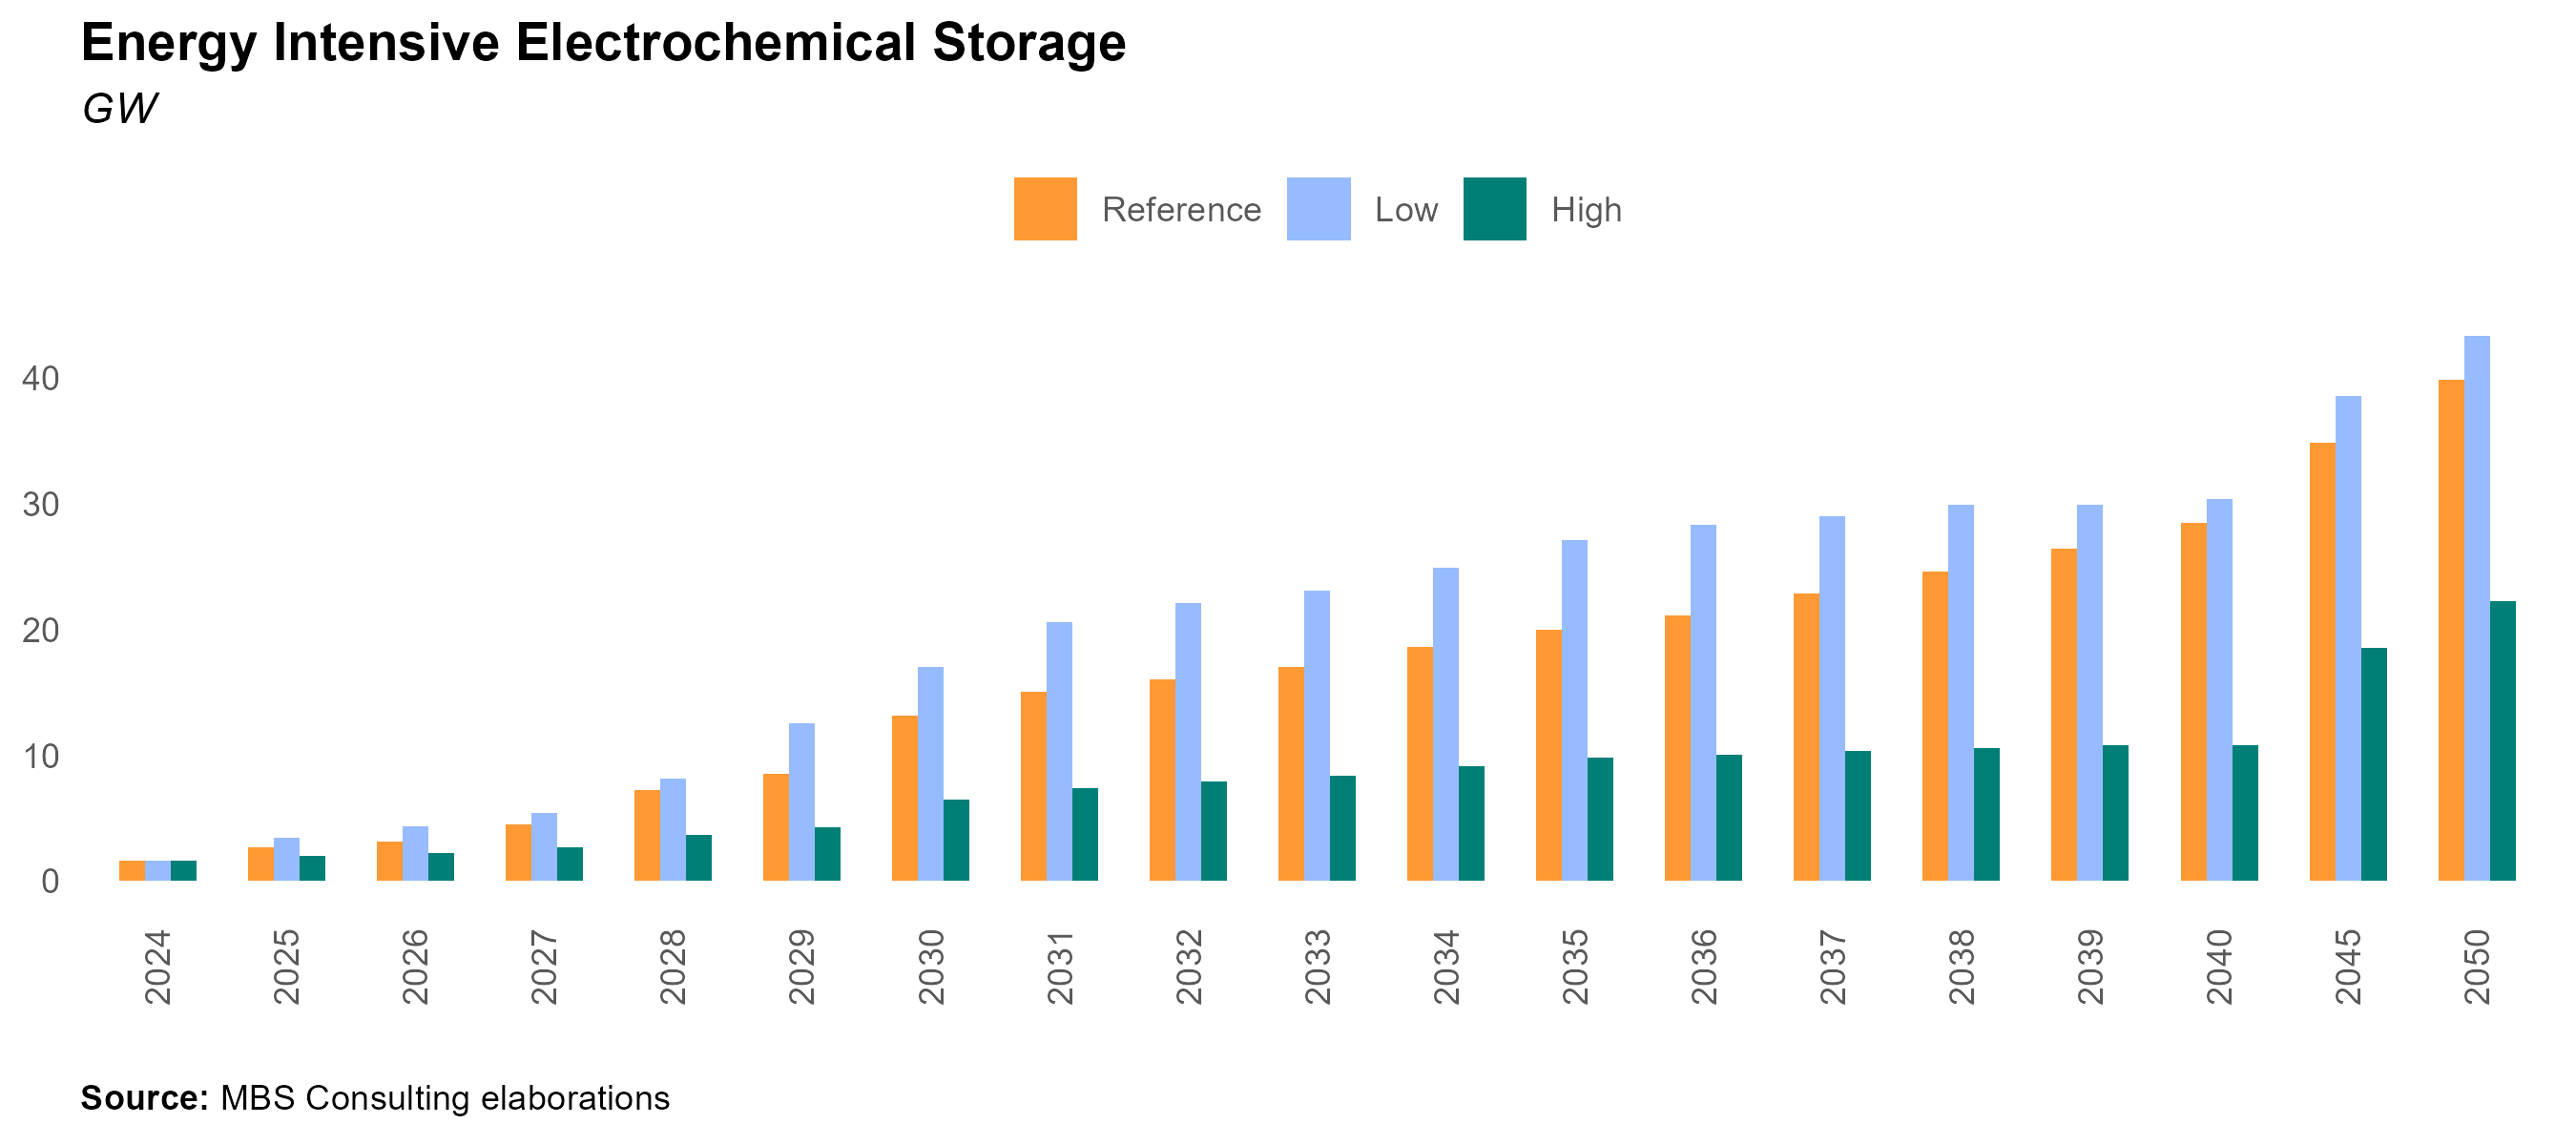 Energy Intensive Electrochemical Storage
GW
Reference Low High
40
30
20
10
0
2024 2025 2026 2027 2028 2029 2030 2031 2032 2033 2034 2035 2036 2037 2038 2039 2040 2045 2050
Source: MBS Consulting elaborations